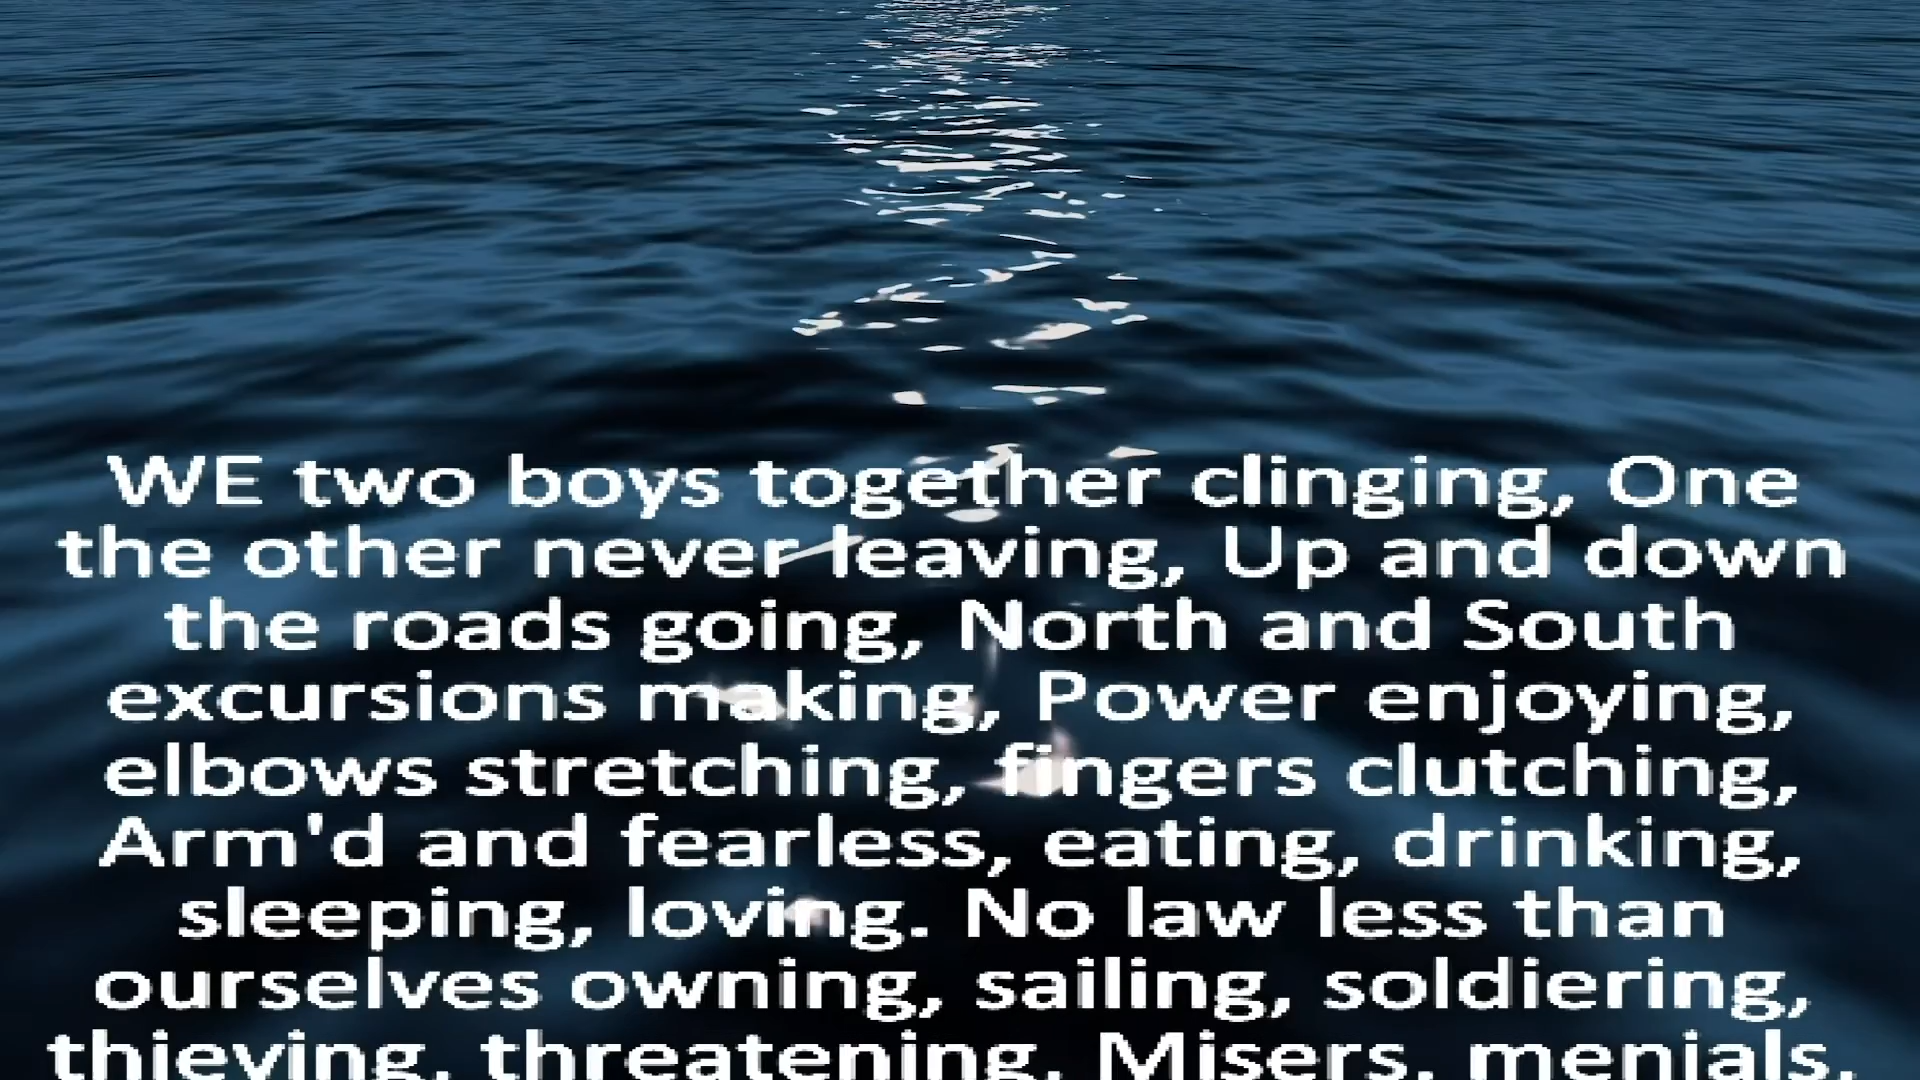 WE two boys together clinging, One
the other never leaving, Up and down
the roads going, North and South
excursions making, Power enjoying,
elbows stretching, fingers clutching,
Arm'd and fearless, eating, drinking,
sleeping, loving. No law less than
ourselves owning, sailing, soldiering,
thieving, threatening, Misers, menials,